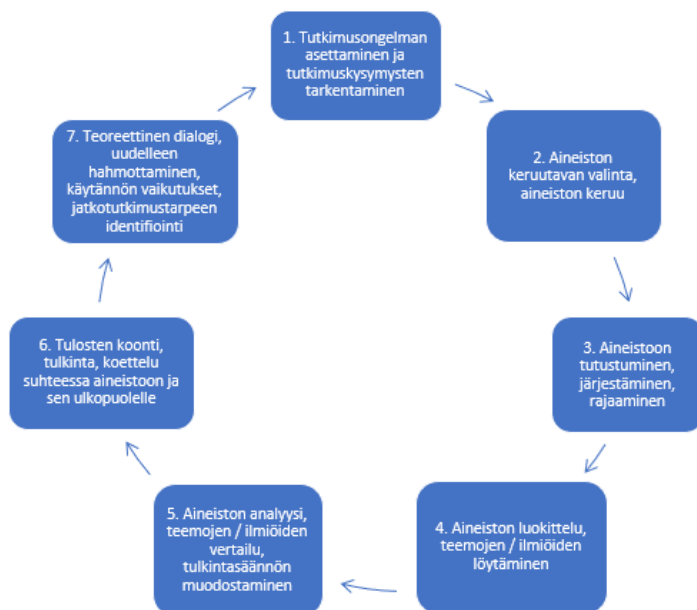 1. Tutkimusongelman
asettaminen ja
tutkimuskysymysten
tarkentaminen
2. Aineiston
keruutavan valinta,
aineiston keruu
3. Aineistoon
tutustuminen,
järjestäminen,
rajaaminen
4. Aineiston luokittelu,
teemojen / ilmiöiden
löytäminen
5. Aineiston analyysi,
teemojen / ilmiöiden
vertailu,
tulkintasäännön
muodostaminen
6. Tulosten koonti,
tulkinta, koettelu
suhteessa aineistoon ja
sen ulkopuolelle
7. Teoreettinen dialogi,
uudelleen
hahmottaminen,
käytännön vaikutukset,
jatkotutkimustarpeen
identifiointi